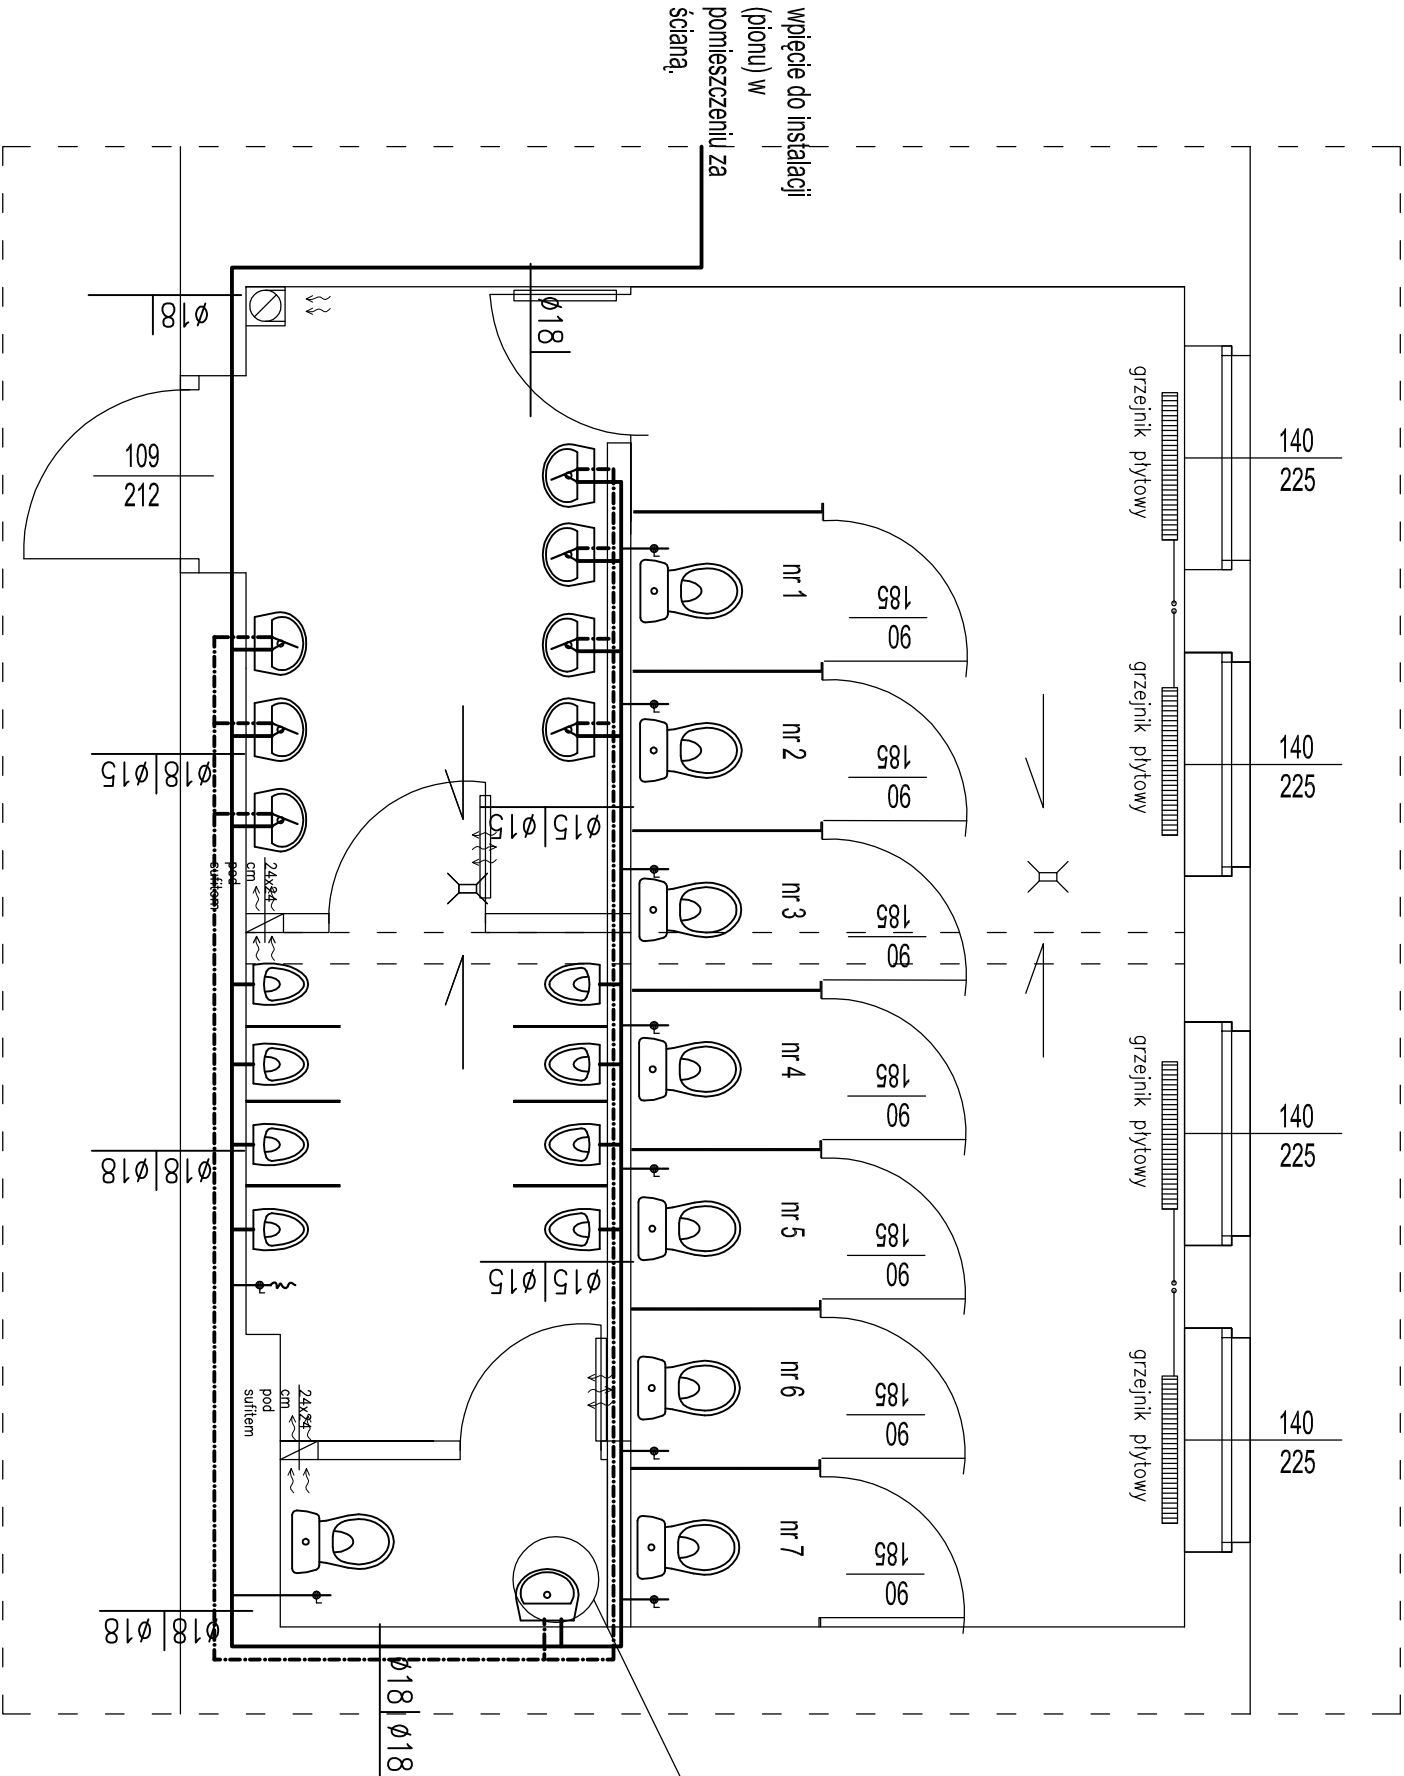 wpięcie do instalacji
(pionu) w
pomieszczeniu za
ścianą.
ø18
ø18
109
212
140
225
grzejnik płytowy
nr 1
185
90
140
225
grzejnik płytowy
nr 2
185
90
ø18 ø15
ø15 ø15
24x24
cm
pod
sufitem
nr 3
185
90
nr 4
185
90
140
225
grzejnik płytowy
ø18 ø18
nr 5
185
90
ø15 ø15
nr 6
185
90
140
225
grzejnik płytowy
24x24
cm
pod
sufitem
nr 7
185
90
ø18 ø18
ø18 ø18